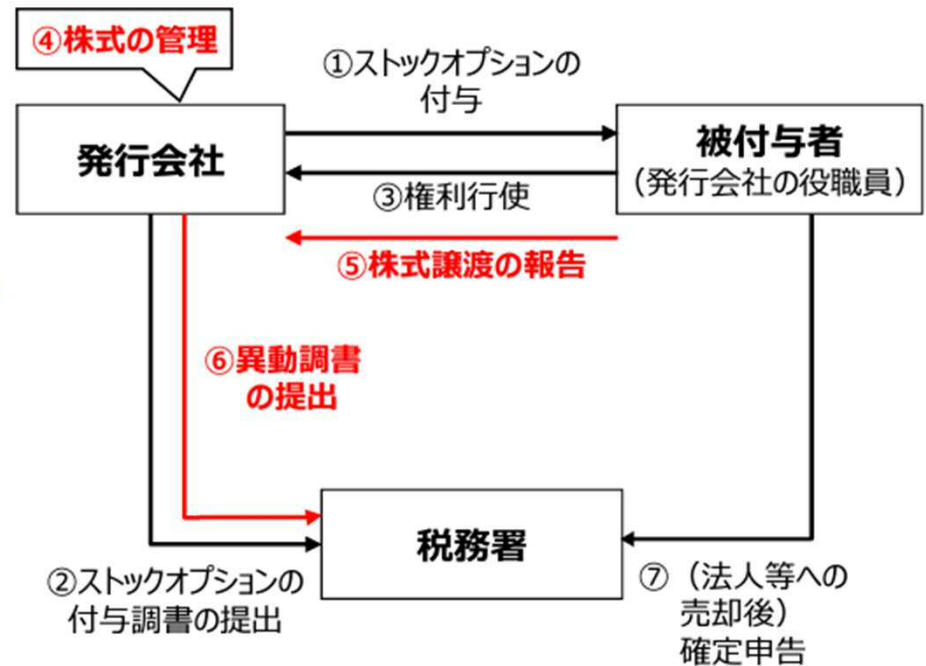 ④株式の管理
①ストックオプションの
付与
発行会社
被付与者
（発行会社の役職員）
③権利行使
⑤株式譲渡の報告
⑥異動調書
の提出
税務署
②ストックオプションの
付与調書の提出
⑦（法人等への
売却後）
確定申告